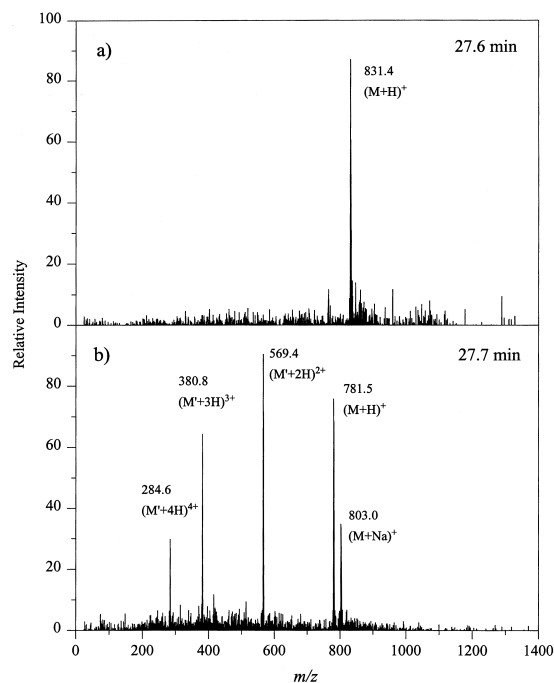 100
a)
27.6 min
80
831.4
(M+H)+
60
40
20
0
Relative Intensity
b)
27.7 min
569.4
(M'+2H)2+
80
380.8
(M'+3H)3+
781.5
(M+H)+
60
284.6
(M'+4H)4+
803.0
(M+Na)+
40
20
0
0 200 400 600 800 1000 1200 1400
m/z